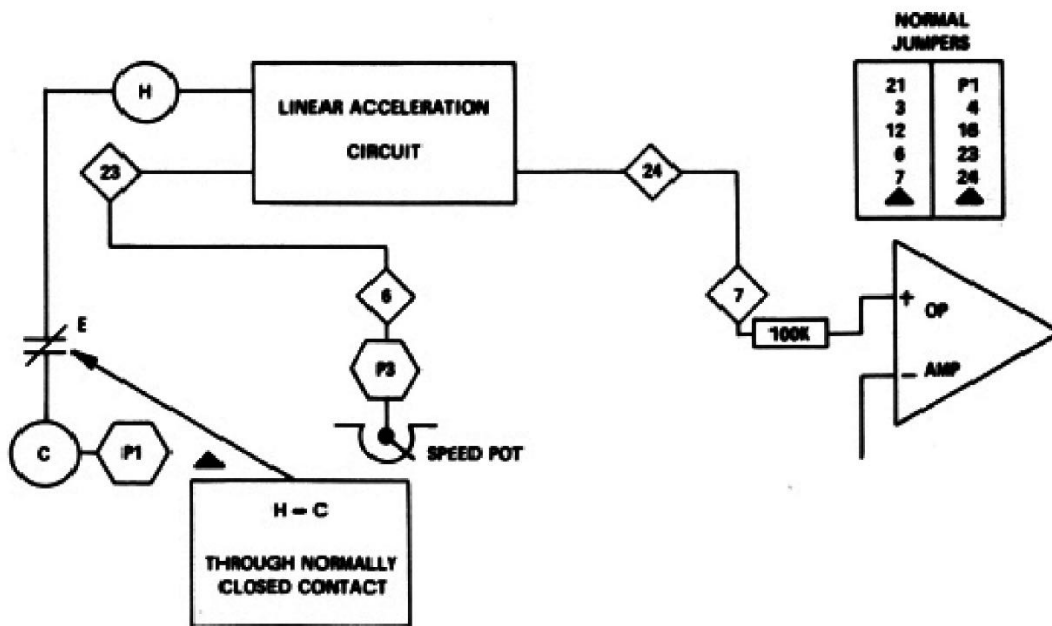 NORMAL
JUMPERS
21 P1
3 4
12 16
6 23
7 24
H
LINEAR ACCELERATION
CIRCUIT
23
24
6
7
100K
+
OP
- AMP
E
P3
C
P1
SPEED POT
H - C
THROUGH NORMALLY
CLOSED CONTACT